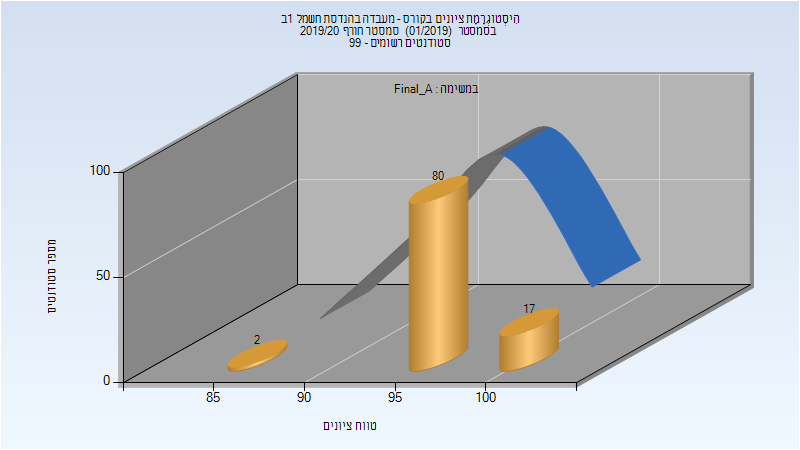 היסטוגרמת ציונים בקורס - מעבדה בהנדסת חשמל 1ב
בסמסטר (01/2019) סמסטר חורף 2019/20
סטודנטים רשומים - 99
במשימה : Final_A
100
50
0
מספר סטודנטים
2
80
17
85
90
95
100
טווח ציונים